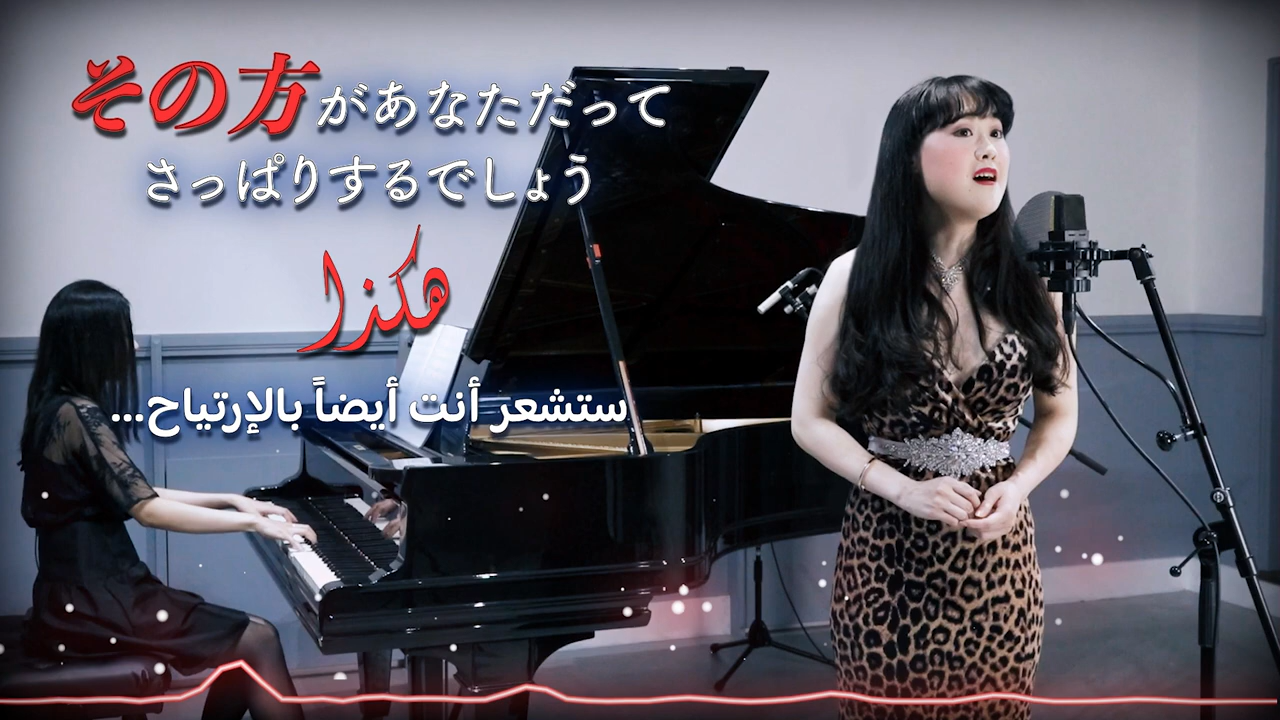 その方があなただって
さっぱりするでしょう
هكذا
ستشعر أنت أيضاً بالإرتياح...